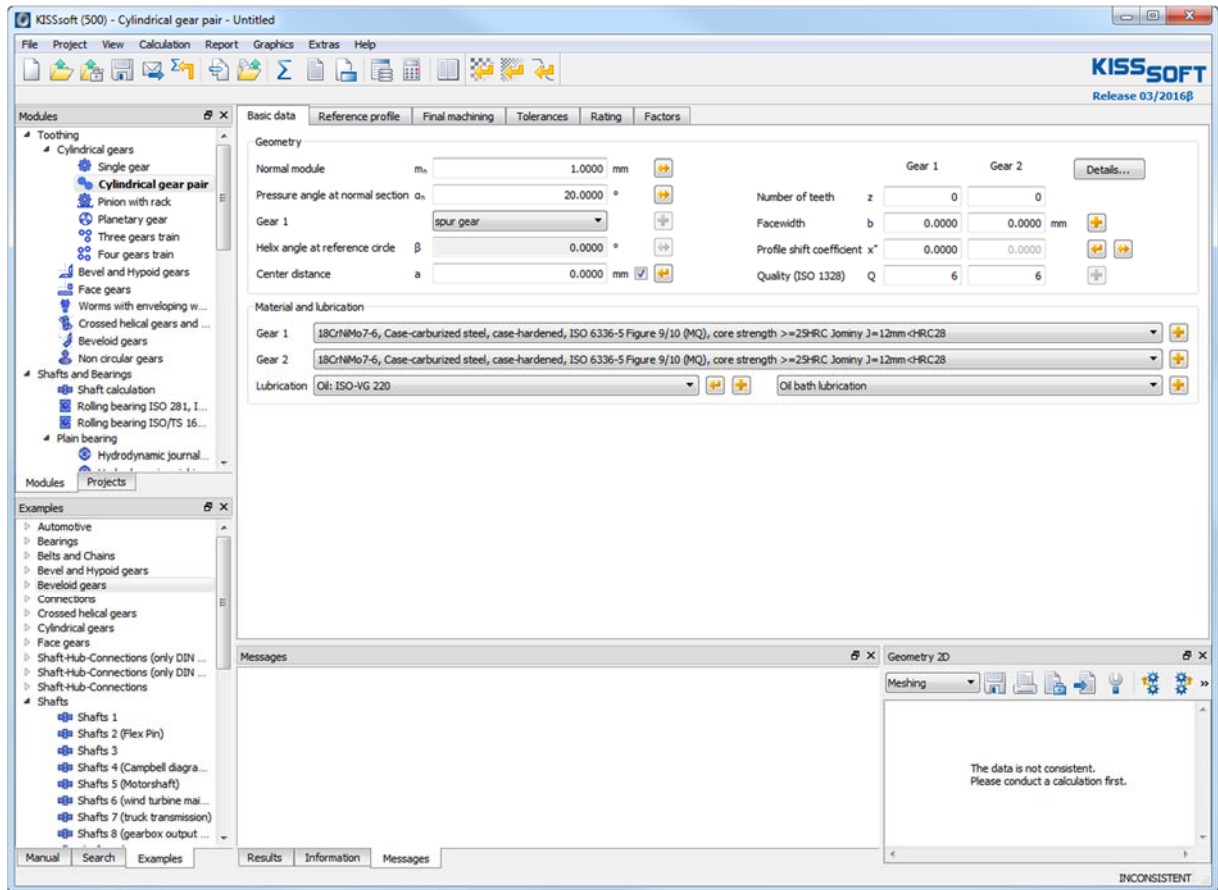 KISSsoft (500) - Cylindrical gear pair - Untitled
File Project View Calculation Report Graphics Extras Help
KISSSOFT
Release 03/2016β
Modules
Toothing
Cylindrical gears
Single gear
Cylindrical gear pair
Pinion with rack
Planetary gear
Three gears train
Four gears train
Bevel and Hypoid gears
Face gears
Worms with enveloping w...
Crossed helical gears and ...
Beveloid gears
Non circular gears
Shafts and Bearings
Shaft calculation
Rolling bearing ISO 281, I...
Rolling bearing ISO/TS 16...
Plain bearing
Hydrodynamic journal...
Modules Projects
Examples
Automotive
Bearings
Belts and Chains
Bevel and Hypoid gears
Beveloid gears
Connections
Crossed helical gears
Cylindrical gears
Face gears
Shaft-Hub-Connections (only DIN ...
Shaft-Hub-Connections (only DIN ...
Shaft-Hub-Connections
Shafts
Shafts 1
Shafts 2 (Flex Pin)
Shafts 3
Shafts 4 (Campbell diagra...
Shafts 5 (Motorshaft)
Shafts 6 (wind turbine mai...
Shafts 7 (truck transmission)
Shafts 8 (gearbox output ...
Manual Search Examples
Basic data Reference profile Final machining Tolerances Rating Factors
Geometry
Normal module mₙ 1.0000 mm
Pressure angle at normal section αₙ 20.0000 °
Gear 1 spur gear
Helix angle at reference circle β 0.0000 °
Center distance a 0.0000 mm
Gear 1 Gear 2 Details...
Number of teeth z 0 0
Facewidth b 0.0000 0.0000 mm
Profile shift coefficient x* 0.0000 0.0000
Quality (ISO 1328) Q 6 6
Material and lubrication
Gear 1 18CrNiMo7-6, Case-carburized steel, case-hardened, ISO 6336-5 Figure 9/10 (MQ), core strength >=25HRC Jominy J=12mm<HRC28
Gear 2 18CrNiMo7-6, Case-carburized steel, case-hardened, ISO 6336-5 Figure 9/10 (MQ), core strength >=25HRC Jominy J=12mm<HRC28
Lubrication Oil: ISO-VG 220 Oil bath lubrication
Messages
Results Information Messages
Geometry 2D
Meshing
The data is not consistent.
Please conduct a calculation first.
INCONSISTENT